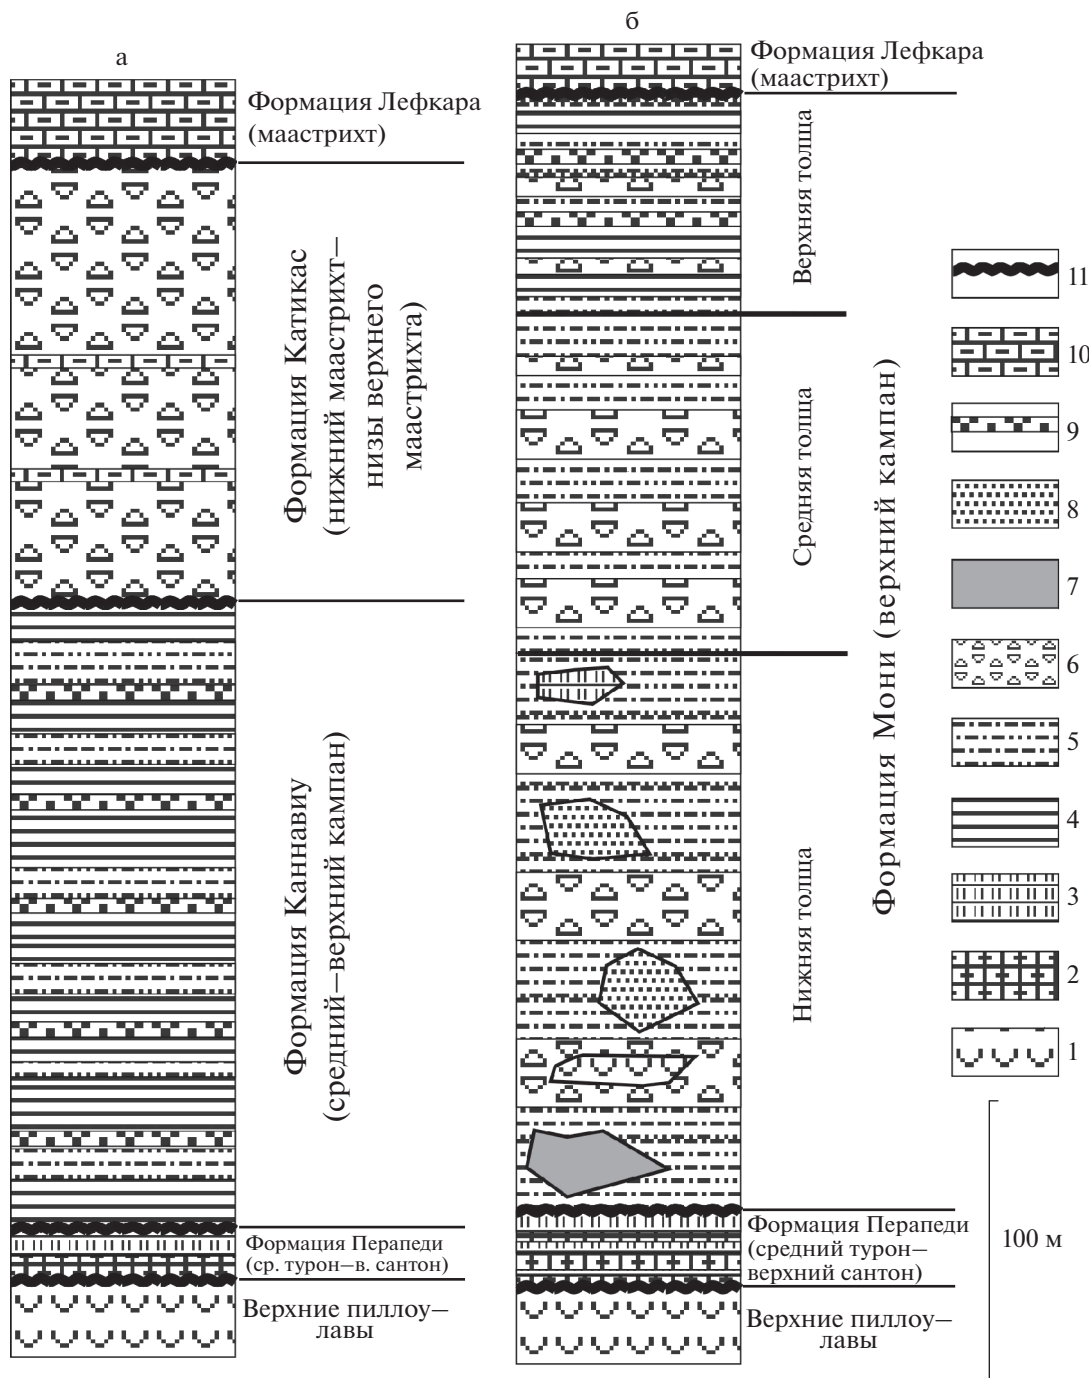 а
Формация Лефкара
(маастрихт)
Формация Катикас
(нижний маастрихт–
низы верхнего
маастрихта)
Формация Каннавиу
(средний–верхний кампан)
Формация Перапеди
(ср. турон–в. сантон)
Верхние пиллоу–
лавы
б
Формация Лефкара
(маастрихт)
Верхняя толща
Средняя толща
Нижняя толща
Формация Мони (верхний кампан)
Формация Перапеди
(средний турон–
верхний сантон)
Верхние пиллоу–
лавы
11
10
9
8
7
6
5
4
3
2
1
100 м